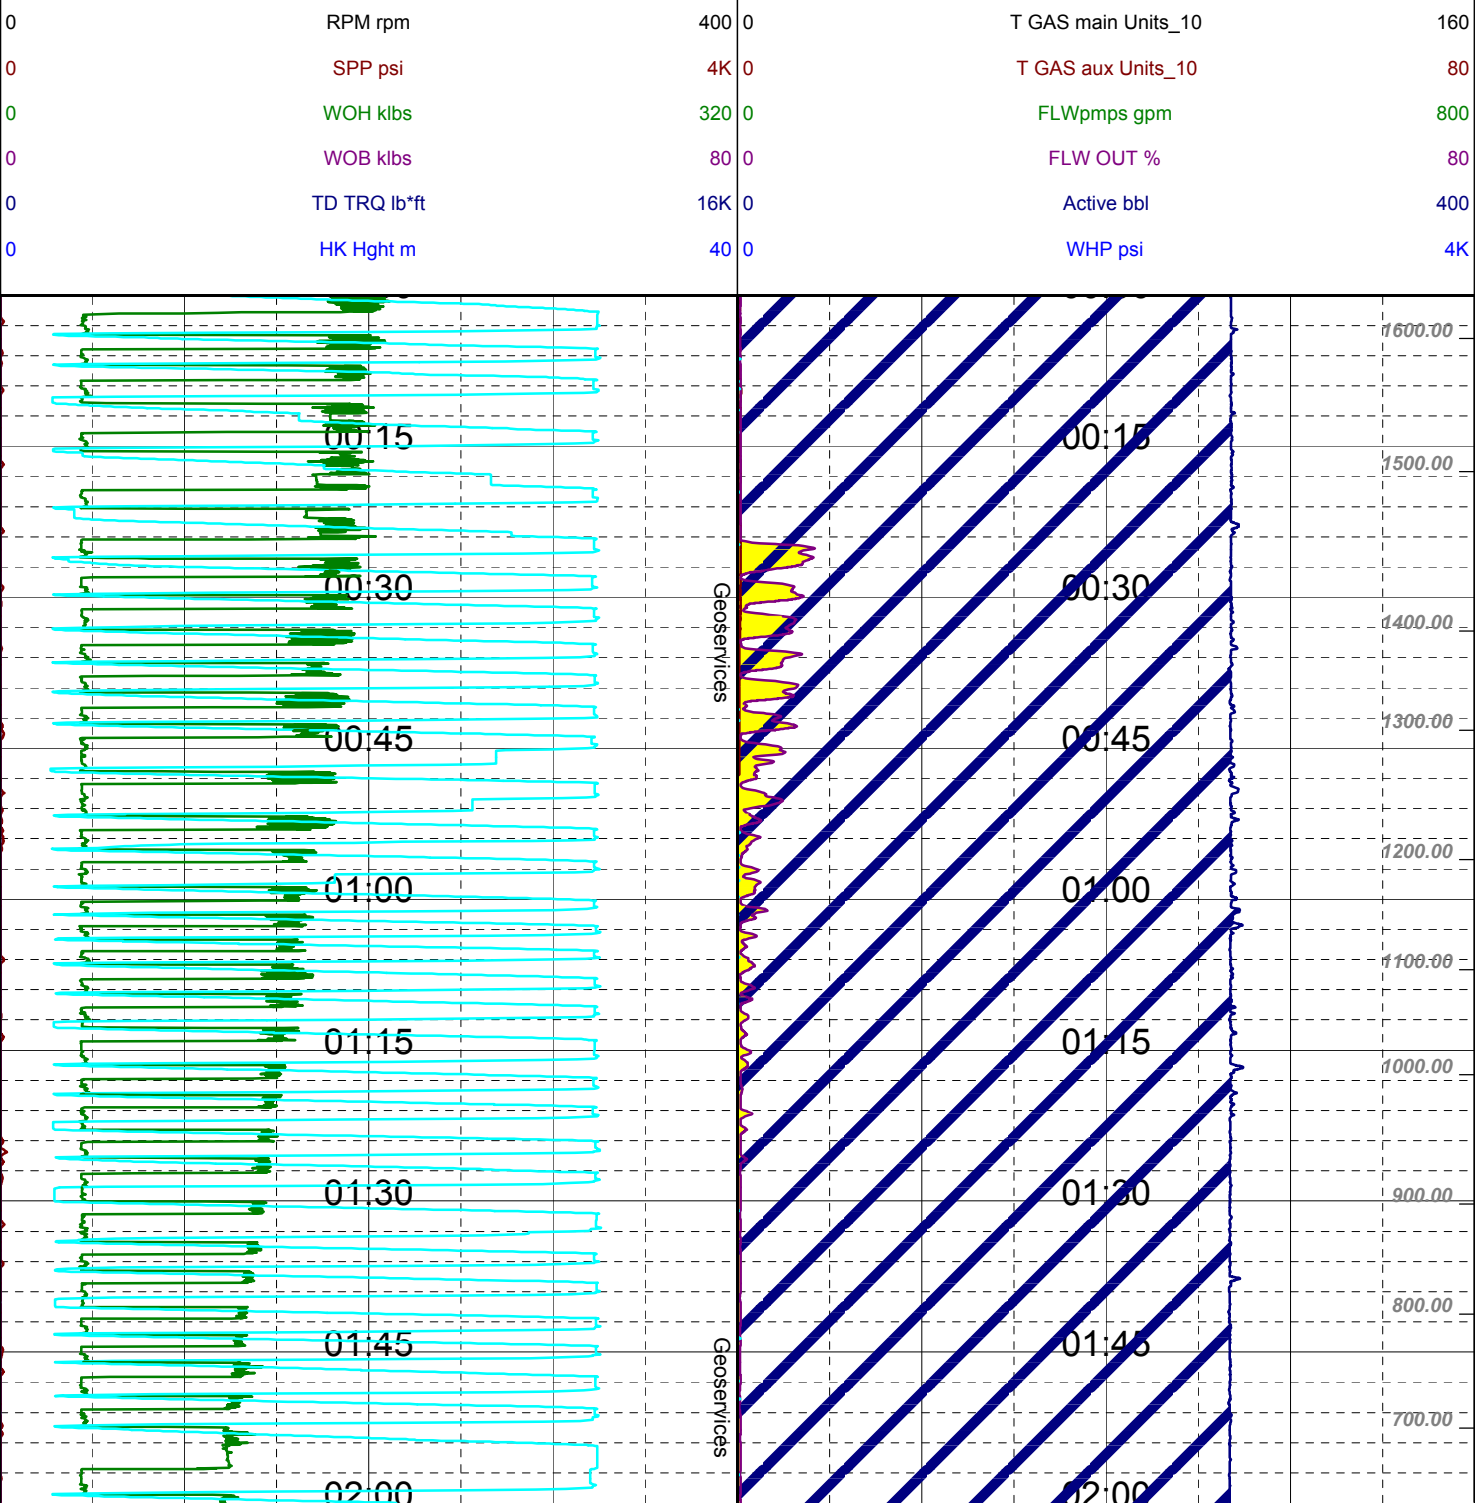 0 RPM rpm 400 0 T GAS main Units_10 160
0 SPP psi 4K 0 T GAS aux Units_10 80
0 WOH klbs 320 0 FLWpmps gpm 800
0 WOB klbs 80 0 FLW OUT % 80
0 TD TRQ lb*ft 16K 0 Active bbl 400
0 HK Hght m 40 0 WHP psi 4K
1600.00
00:15 00:15
1500.00
00:30 00:30
Geoservices
1400.00
1300.00
00:45 00:45
1200.00
01:00 01:00
1100.00
01:15 01:15
1000.00
01:30 01:30
900.00
800.00
01:45 01:45
Geoservices
700.00
02:00 02:00